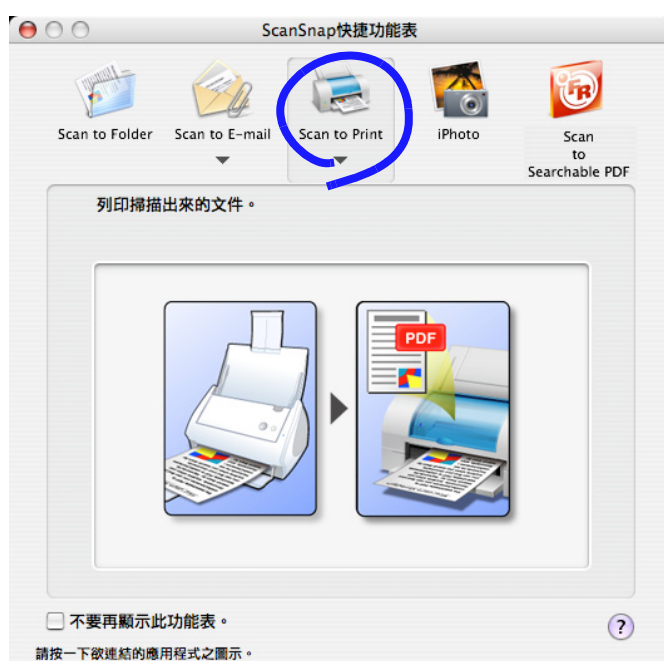 ScanSnap快捷功能表
Scan to Folder
Scan to E-mail
Scan to Print
iPhoto
Scan
to
Searchable PDF
列印掃描出來的文件。
PDF
不要再顯示此功能表。
?
請按一下欲連結的應用程式之圖示。